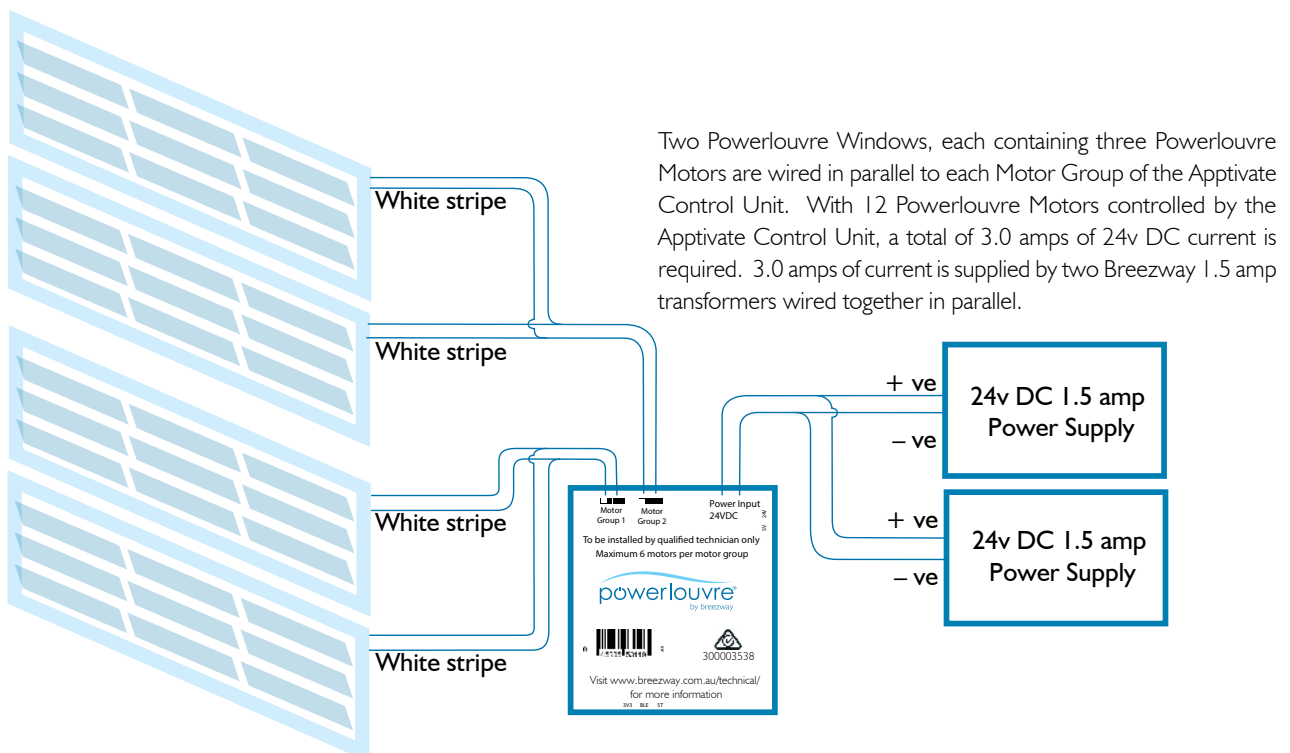 Two Powerlouvre Windows, each containing three Powerlouvre
Motors are wired in parallel to each Motor Group of the Apptivate
Control Unit. With 12 Powerlouvre Motors controlled by the
Apptivate Control Unit, a total of 3.0 amps of 24v DC current is
required. 3.0 amps of current is supplied by two Breezway 1.5 amp
transformers wired together in parallel.
White stripe
White stripe
White stripe
White stripe
+ ve
– ve
24v DC 1.5 amp
Power Supply
+ ve
– ve
24v DC 1.5 amp
Power Supply
Motor
Group 1
Motor
Group 2
Power Input
24VDC
5V 24V
To be installed by qualified technician only
Maximum 6 motors per motor group
powerlouvre®
by breezway
300003538
Visit www.breezway.com.au/technical/
for more information
3V3 BLE ST